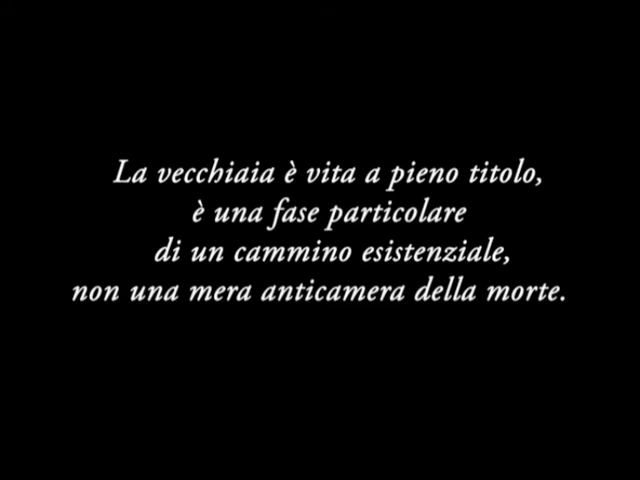 La vecchiaia è vita a pieno titolo,
è una fase particolare
di un cammino esistenziale,
non una mera anticamera della morte.